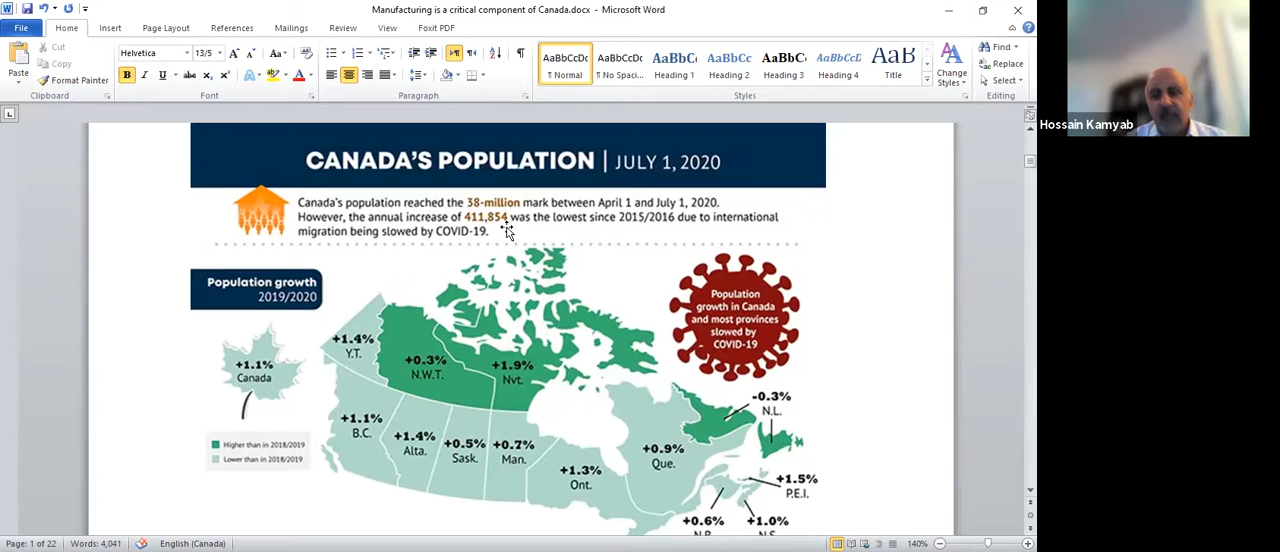 Manufacturing is a critical component of Canada.docx - Microsoft Word
File Home Insert Page Layout References Mailings Review View Foxit PDF
Paste
Cut
Copy
Format Painter
Clipboard
Helvetica 13/5
B I U abc X₂ X²
Font
Paragraph
AaBbCcDc AaBbCcDc AaBbC AaBbCc AaBbC AaBbCcL AaB
¶ Normal ¶ No Spaci... Heading 1 Heading 2 Heading 3 Heading 4 Title
Change
Styles
Styles
Find
Replace
Select
Editing
Hossain Kamyab
CANADA'S POPULATION | JULY 1, 2020
Canada's population reached the 38-million mark between April 1 and July 1, 2020.
However, the annual increase of 411,854 was the lowest since 2015/2016 due to international
migration being slowed by COVID-19.
Population growth
2019/2020
Population
growth in Canada
and most provinces
slowed by
COVID-19
+1.4%
Y.T.
+0.3%
N.W.T.
+1.9%
Nvt.
+1.1%
Canada
-0.3%
N.L.
+1.1%
B.C.
+1.4%
Alta.
+0.5%
Sask.
+0.7%
Man.
+1.3%
Ont.
+0.9%
Que.
+1.5%
P.E.I.
Higher than in 2018/2019
Lower than in 2018/2019
+0.6%
N.B.
+1.0%
N.S.
Page: 1 of 22 Words: 4,041 English (Canada) 140%